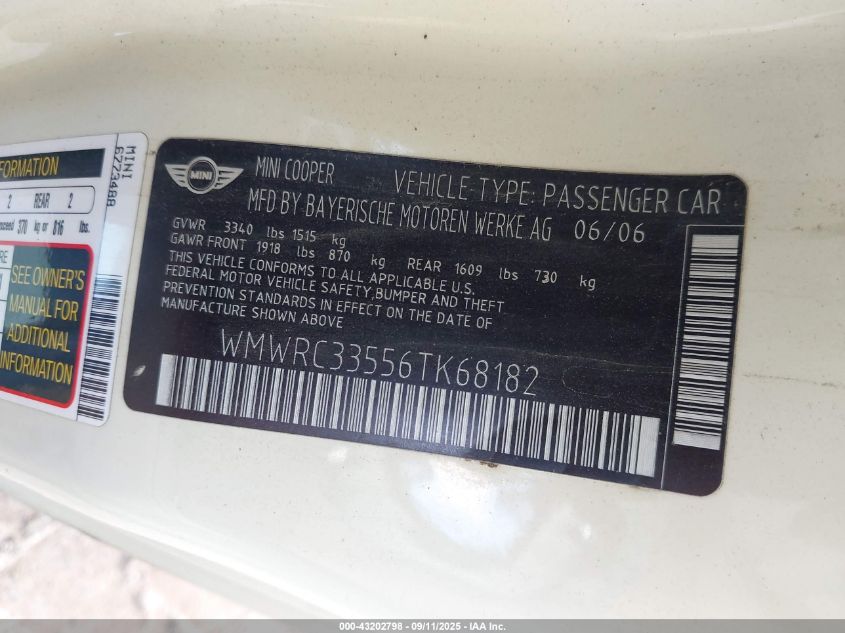 FORMATION
2 REAR 2
370 kg or 816 lbs.
SEE OWNER'S
MANUAL FOR
ADDITIONAL
INFORMATION
MINI
6773488
MINI
MINI COOPER VEHICLE-TYPE: PASSENGER CAR
MFD BY BAYERISCHE MOTOREN WERKE AG 06/06
GVWR 3340 lbs 1515 kg
GAWR FRONT 1918 lbs 870 kg REAR 1609 lbs 730 kg
THIS VEHICLE CONFORMS TO ALL APPLICABLE U.S.
FEDERAL MOTOR VEHICLE SAFETY,BUMPER AND THEFT
PREVENTION STANDARDS IN EFFECT ON THE DATE OF
MANUFACTURE SHOWN ABOVE
WMWRC33556TK68182
000-43202798 - 09/11/2025 - IAA Inc.